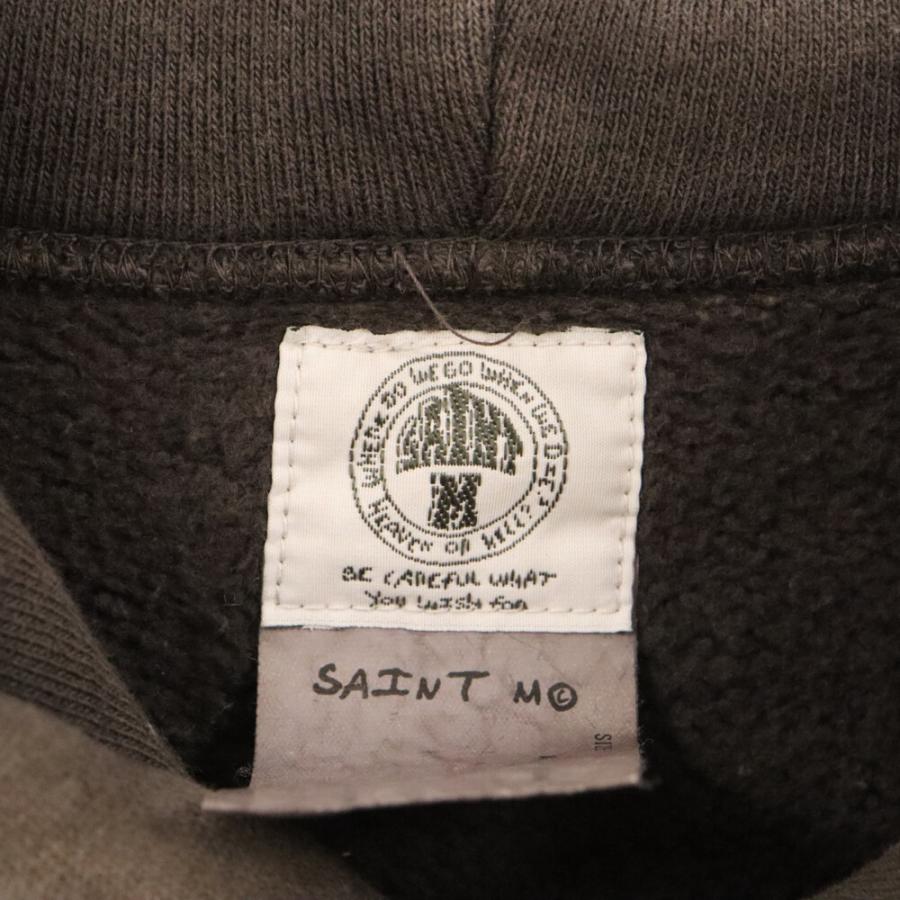 WHERE DO WE GO WHEN WE DIE?
HEAVEN OR HELL?
SAINT
M
BE CAREFUL WHAT
YOU WISH FOR
SAINT M©